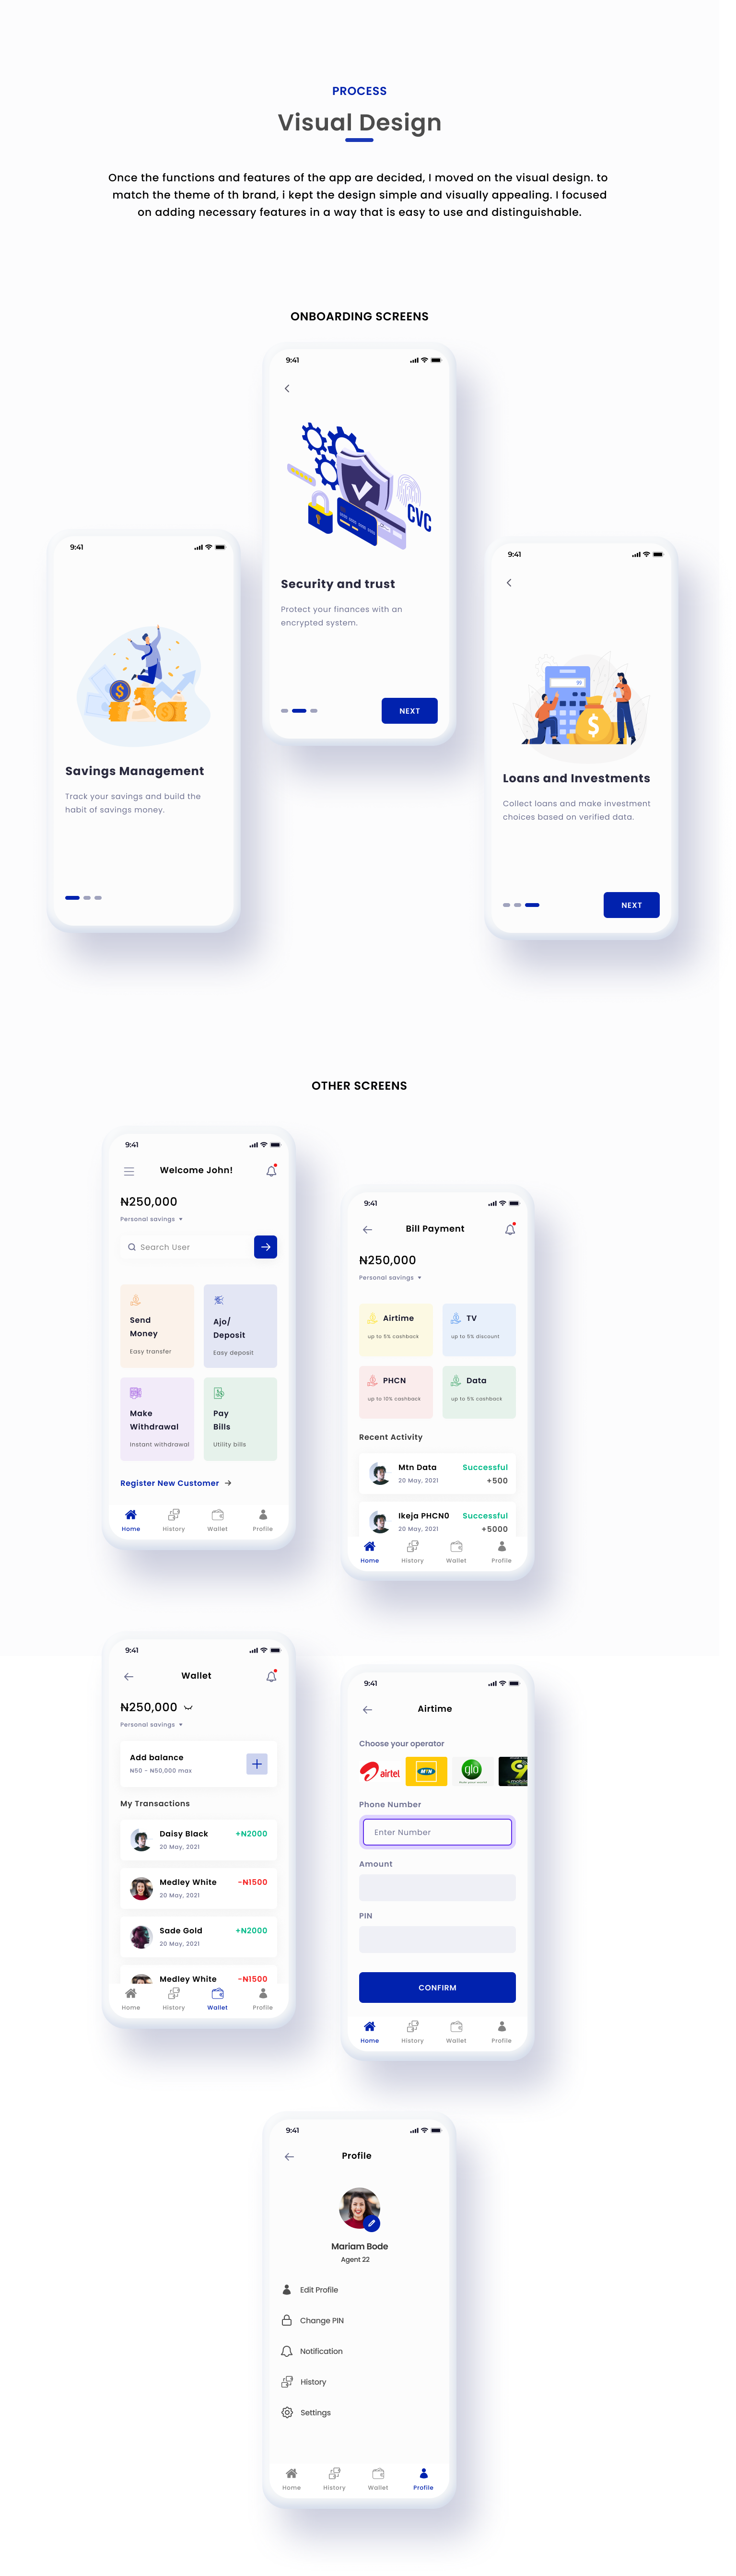 PROCESS
Visual Design
Once the functions and features of the app are decided, I moved on the visual design. to
match the theme of th brand, i kept the design simple and visually appealing. I focused
on adding necessary features in a way that is easy to use and distinguishable.
ONBOARDING SCREENS
9:41
CVC
Security and trust
Protect your finances with an
encrypted system.
NEXT
9:41
Savings Management
Track your savings and build the
habit of savings money.
9:41
99
Loans and Investments
Collect loans and make investment
choices based on verified data.
NEXT
OTHER SCREENS
9:41
Welcome John!
₦250,000
Personal savings
Search User
Send
Money
Easy transfer
Ajo/
Deposit
Easy deposit
Make
Withdrawal
Instant withdrawal
Pay
Bills
Utility bills
Register New Customer
Home History Wallet Profile
9:41
Bill Payment
₦250,000
Personal savings
Airtime
up to 5% cashback
TV
up to 5% discount
PHCN
up to 10% cashback
Data
up to 5% cashback
Recent Activity
Mtn Data Successful
20 May, 2021 +500
Ikeja PHCN0 Successful
20 May, 2021 +5000
Home History Wallet Profile
9:41
Wallet
₦250,000
Personal savings
Add balance
N50 - N50,000 max
My Transactions
Daisy Black +N2000
20 May, 2021
Medley White -N1500
20 May, 2021
Sade Gold +N2000
20 May, 2021
Medley White -N1500
Home History Wallet Profile
9:41
Airtime
Choose your operator
airtel MTN glo 9
Phone Number
Enter Number
Amount
PIN
CONFIRM
Home History Wallet Profile
9:41
Profile
Mariam Bode
Agent 22
Edit Profile
Change PIN
Notification
History
Settings
Home History Wallet Profile